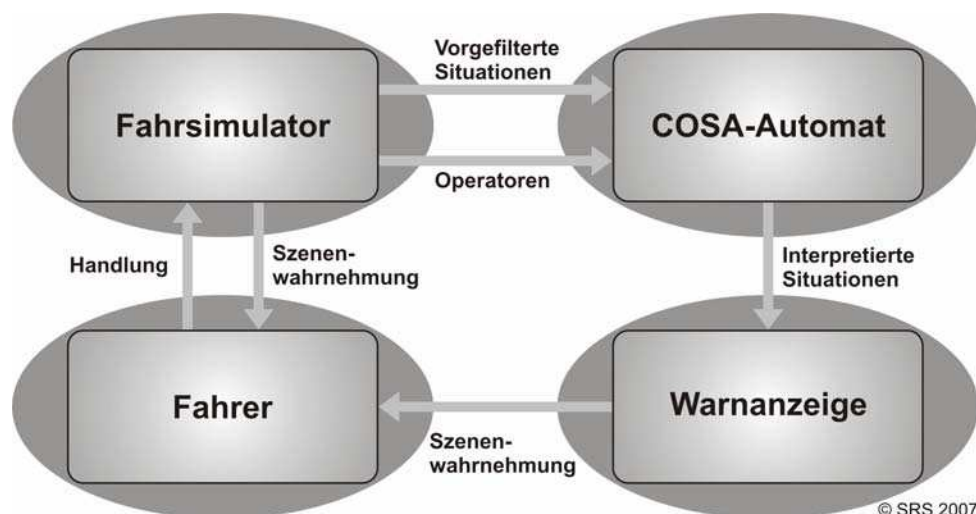 Vorgefilterte
Situationen
Fahrsimulator
COSA-Automat
Operatoren
Handlung
Szenen-
wahrnehmung
Interpretierte
Situationen
Fahrer
Warnanzeige
Szenen-
wahrnehmung
© SRS 2007